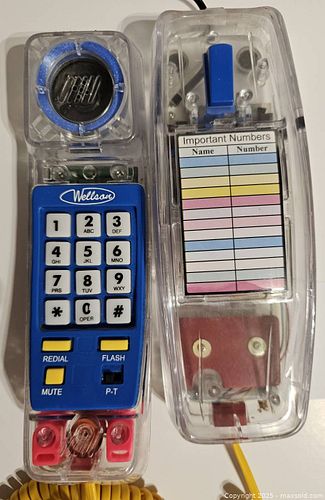 Wellson
1
2 ABC
3 DEF
4 GHI
5 JKL
6 MNO
7 PRS
8 TUV
9 WXY
*
0 OPER
#
REDIAL
FLASH
MUTE
P-T
Important Numbers
Name Number
Copyright 2025 - maxsold.com